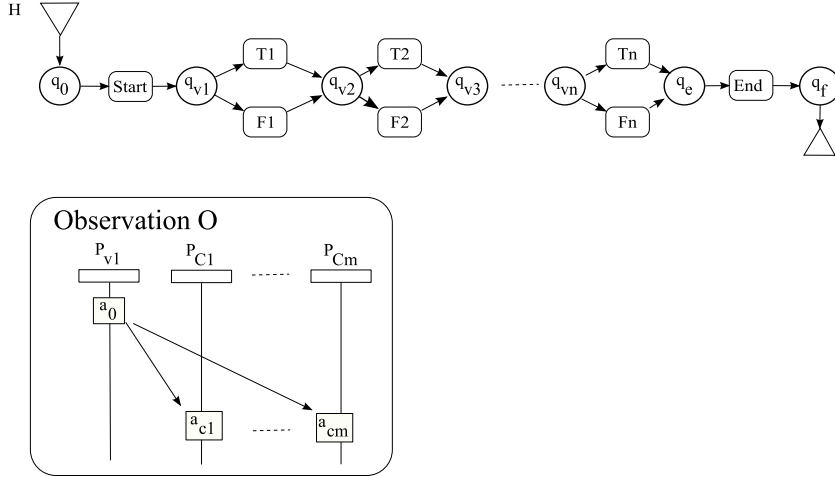 H
T1 T2 Tn
q0 Start qv1 qv2 qv3 qvn qe End qf
F1 F2 Fn
Observation O
Pv1 PC1 PCm
a0
ac1 acm